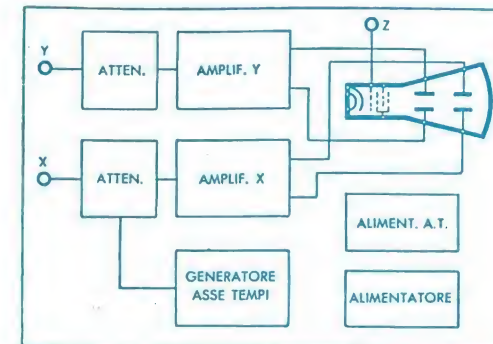 Z
Y
ATTEN.
AMPLIF. Y
X
ATTEN.
AMPLIF. X
ALIMENT. A.T.
GENERATORE
ASSE TEMPI
ALIMENTATORE